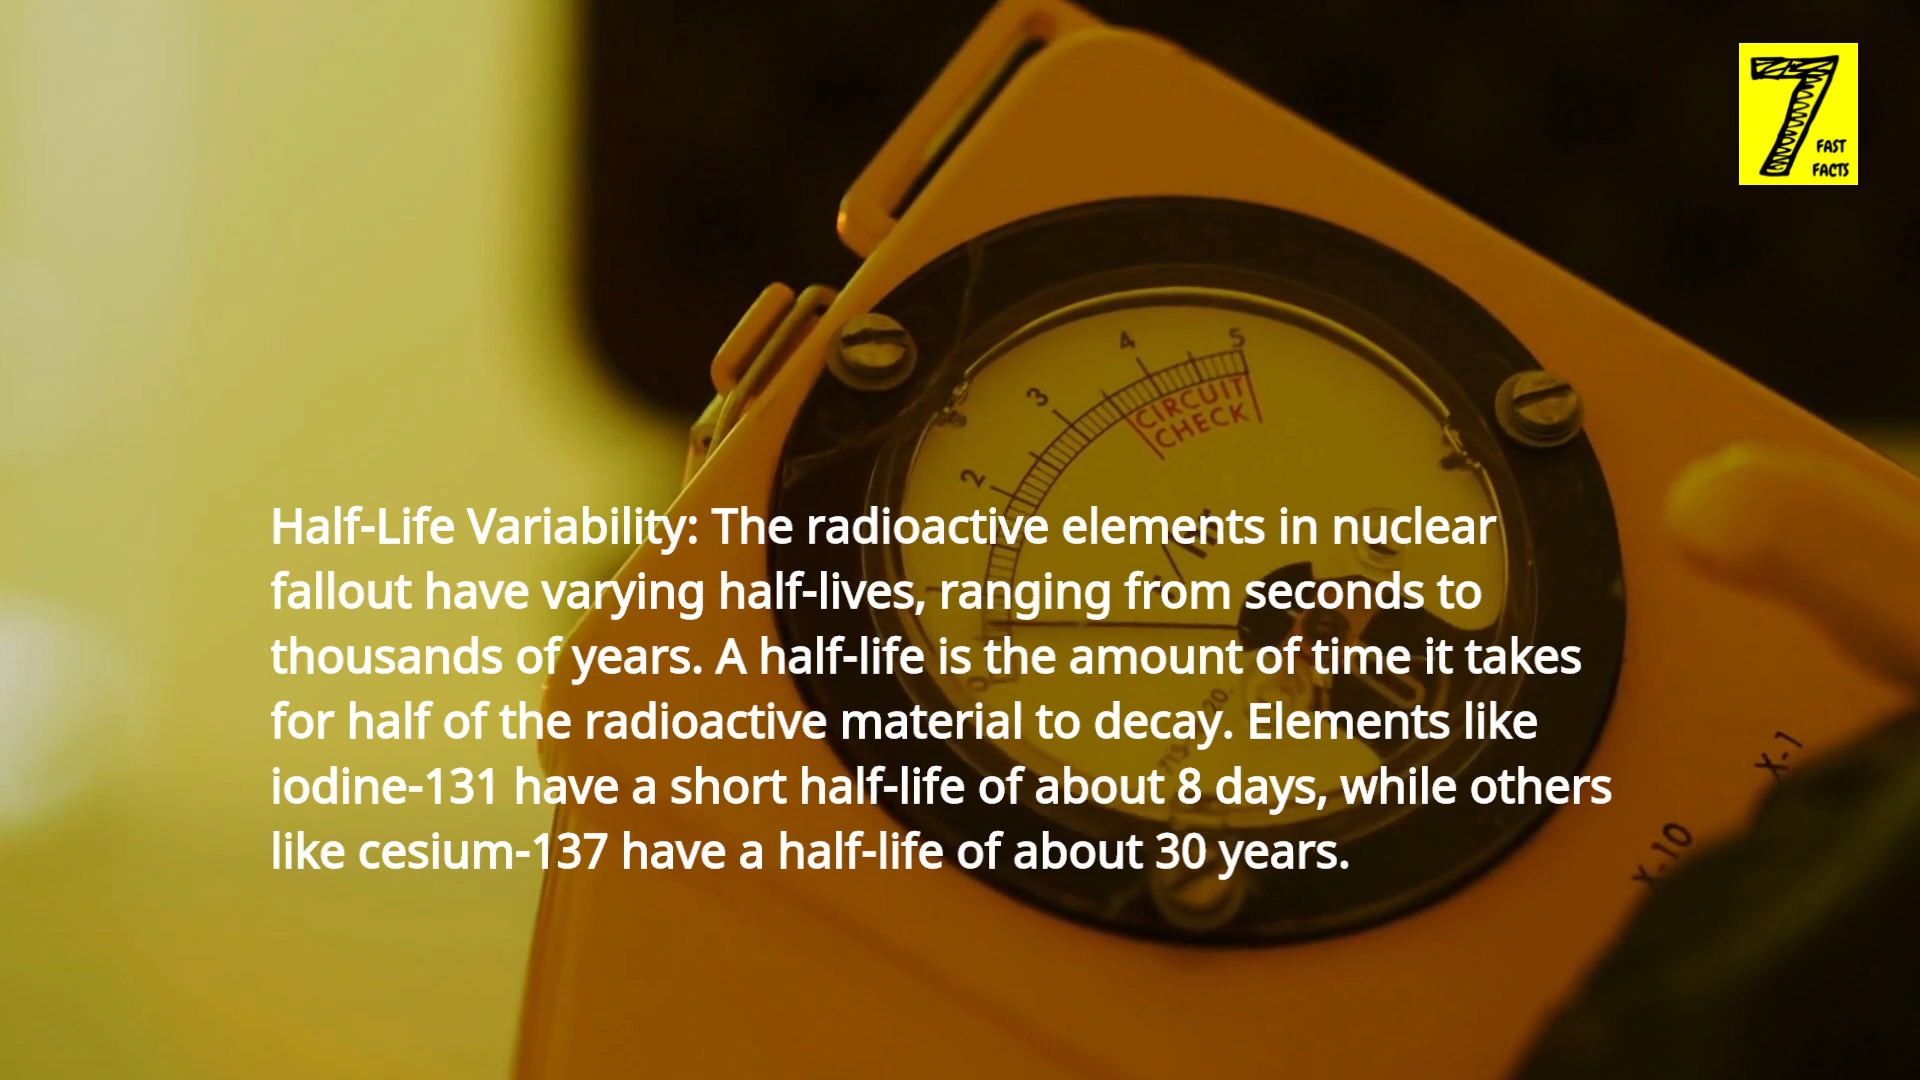 7
FAST
FACTS
4
5
3
CIRCUIT
CHECK
2
Half-Life Variability: The radioactive elements in nuclear
fallout have varying half-lives, ranging from seconds to
thousands of years. A half-life is the amount of time it takes
for half of the radioactive material to decay. Elements like
iodine-131 have a short half-life of about 8 days, while others
like cesium-137 have a half-life of about 30 years.
0
X-1
X-10